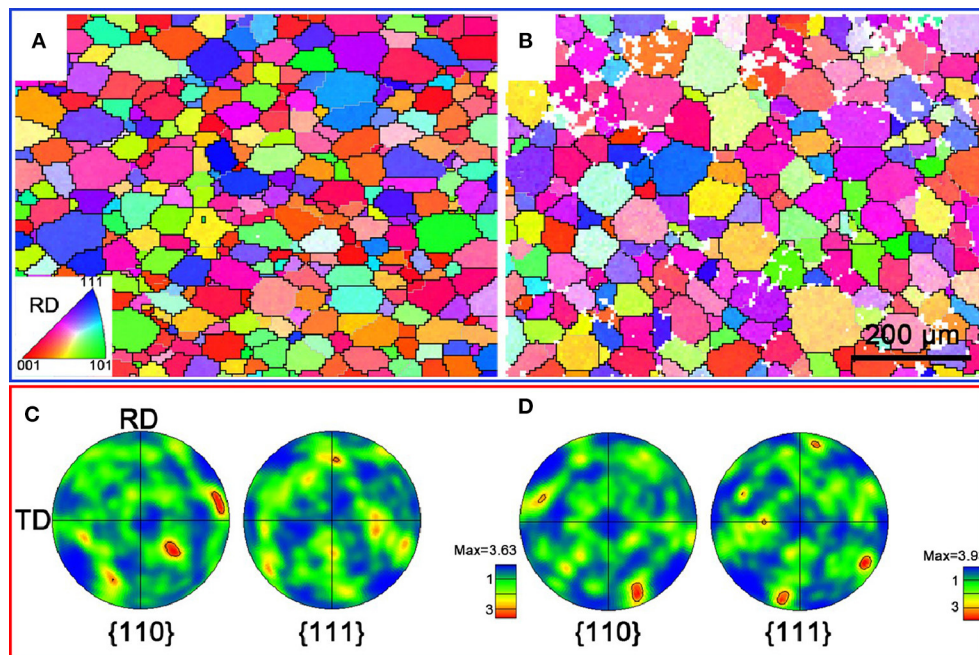 A
B
RD
111
001
101
200 μm
C
RD
D
TD
Max=3.63
1
3
Max=3.9
1
3
{110}
{111}
{110}
{111}